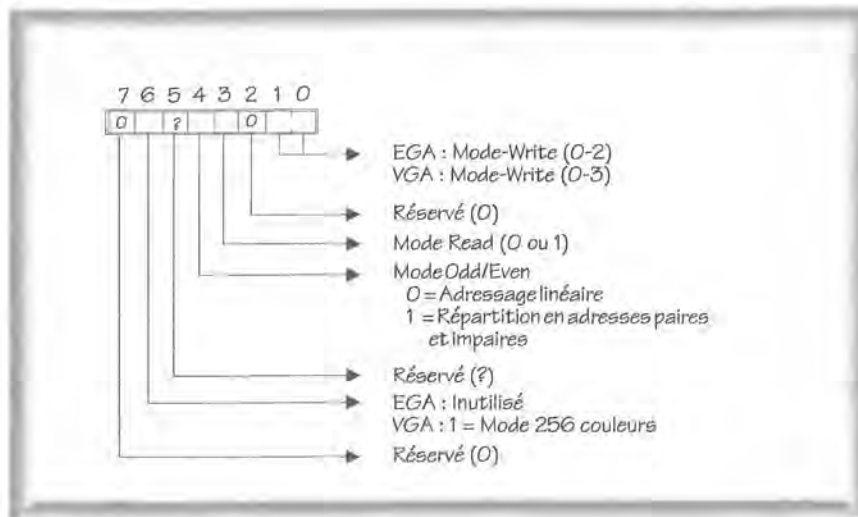 7 6 5 4 3 2 1 0
0 ? 0
EGA : Mode-Write (0-2)
VGA : Mode-Write (0-3)
Réservé (0)
Mode Read (0 ou 1)
Mode Odd/Even
0 = Adressage linéaire
1 = Répartition en adresses paires
et impaires
Réservé (?)
EGA : Inutilisé
VGA : 1 = Mode 256 couleurs
Réservé (0)